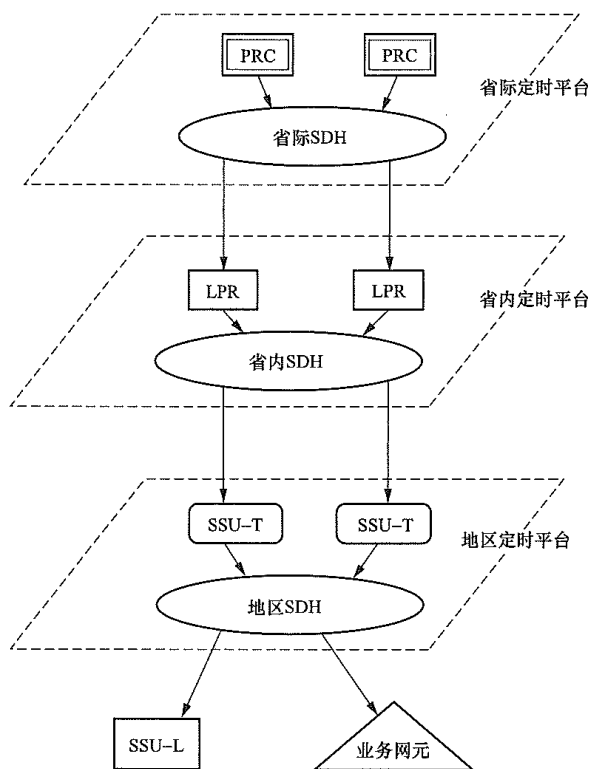 PRC
PRC
省际定时平台
省际SDH
LPR
LPR
省内定时平台
省内SDH
SSU-T
SSU-T
地区定时平台
地区SDH
SSU-L
业务网元